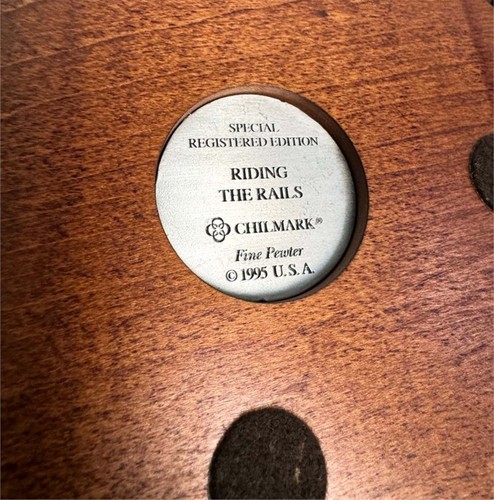 SPECIAL
REGISTERED EDITION
RIDING
THE RAILS
CHILMARK®
Fine Pewter
© 1995 U.S.A.